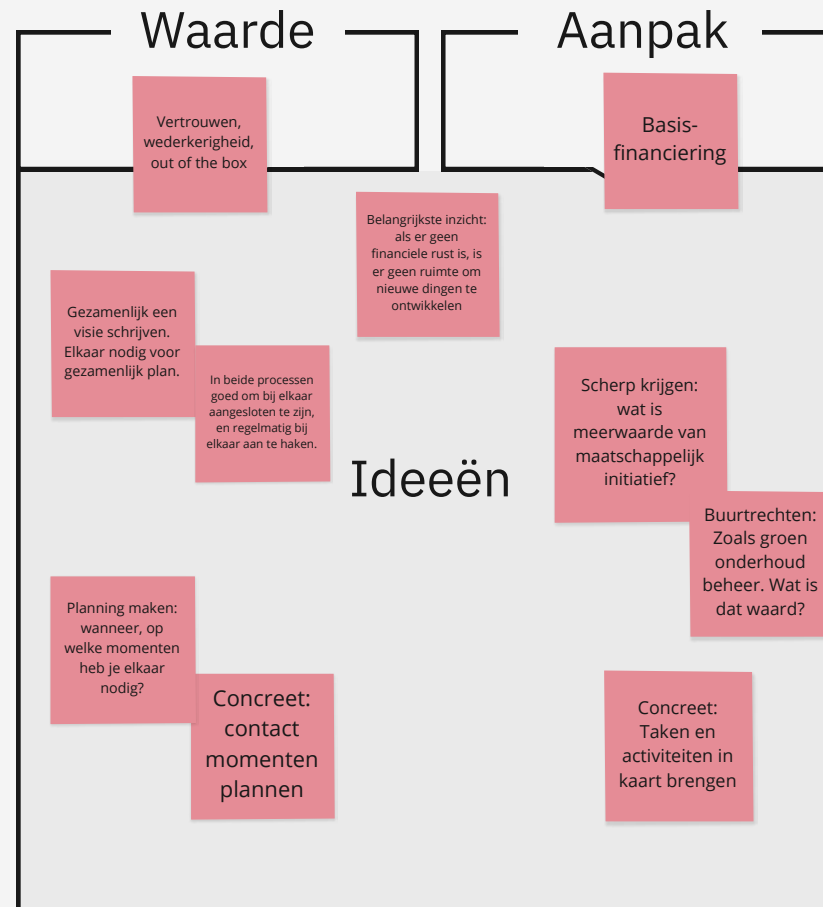 Waarde
Aanpak
Vertrouwen,
wederkerigheid,
out of the box
Basis-
financiering
Belangrijkste inzicht:
als er geen
financiele rust is, is
er geen ruimte om
nieuwe dingen te
ontwikkelen
Gezamenlijk een
visie schrijven.
Elkaar nodig voor
gezamenlijk plan.
In beide processen
goed om bij elkaar
aangesloten te zijn,
en regelmatig bij
elkaar aan te haken.
Ideeën
Scherp krijgen:
wat is
meerwaarde van
maatschappelijk
initiatief?
Buurtrechten:
Zoals groen
onderhoud
beheer. Wat is
dat waard?
Planning maken:
wanneer, op
welke momenten
heb je elkaar
nodig?
Concreet:
contact
momenten
plannen
Concreet:
Taken en
activiteiten in
kaart brengen